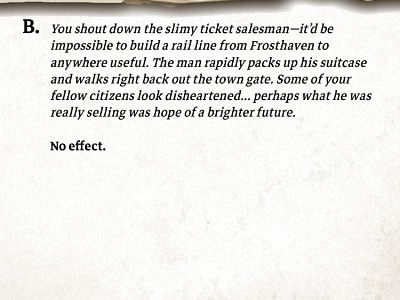 B. You shout down the slimy ticket salesman—it'd be
impossible to build a rail line from Frosthaven to
anywhere useful. The man rapidly packs up his suitcase
and walks right back out the town gate. Some of your
fellow citizens look disheartened... perhaps what he was
really selling was hope of a brighter future.
No effect.